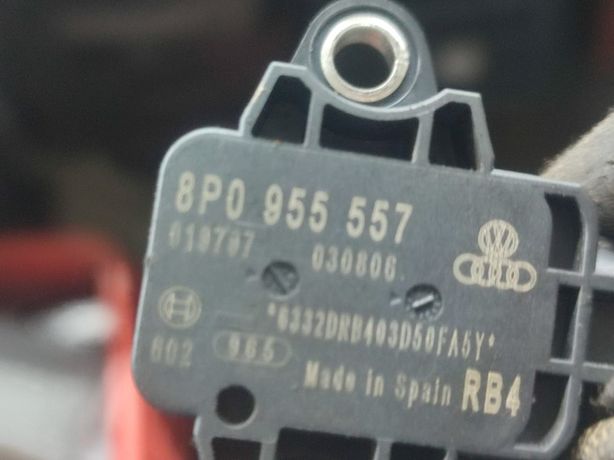 8P0 955 557
030806
*6332DRB403D50FA5Y*
602 965
Made in Spain RB4